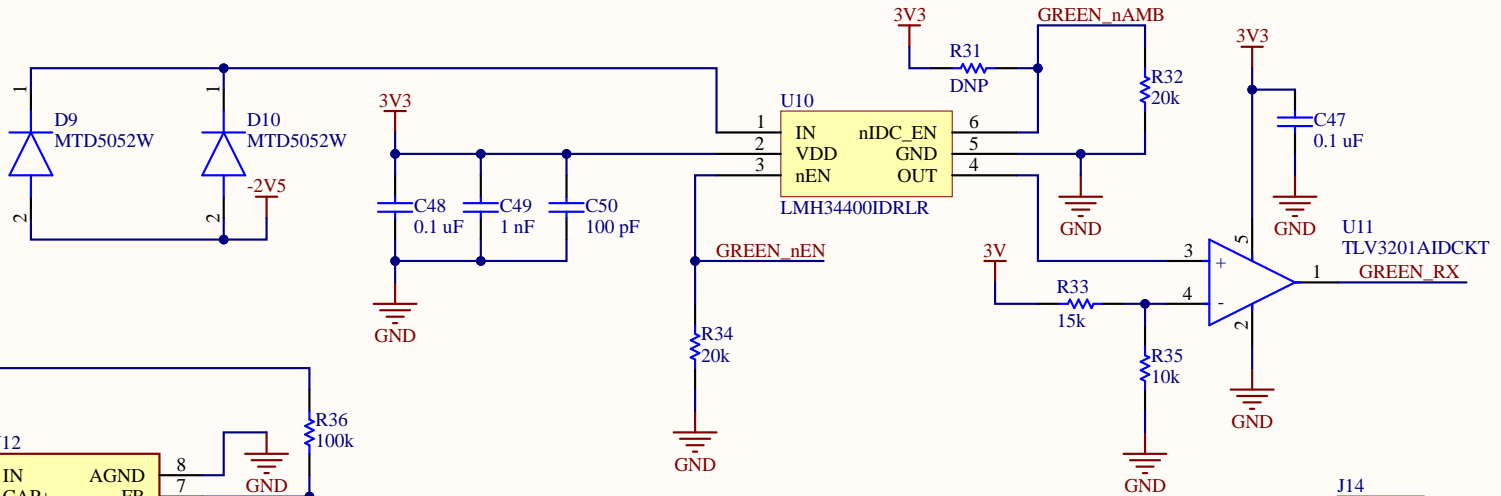 3V3
GREEN_nAMB
3V3
R31
DNP
R32
20k
1
D9
MTD5052W
2
1
D10
MTD5052W
2
-2V5
3V3
C48
0.1 uF
C49
1 nF
C50
100 pF
GND
U10
1 IN nIDC_EN 6
2 VDD GND 5
3 nEN OUT 4
LMH34400IDRLR
GND
GREEN_nEN
R34
20k
GND
C47
0.1 uF
GND
3V
R33
15k
R35
10k
GND
U11
TLV3201AIDCKT
3 +
4 -
5
2
1 GREEN_RX
GND
R36
100k
12
IN AGND 8
7
GND
J14